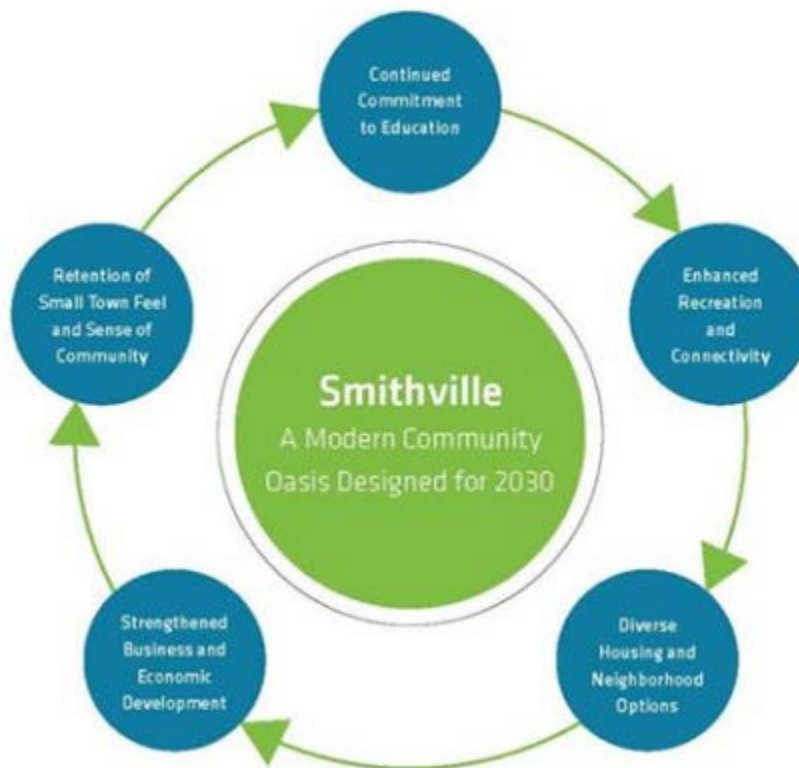 Continued
Commitment
to Education
Enhanced
Recreation
and
Connectivity
Diverse
Housing and
Neighborhood
Options
Strengthened
Business and
Economic
Development
Retention of
Small Town Feel
and Sense of
Community
Smithville
A Modern Community
Oasis Designed for 2030